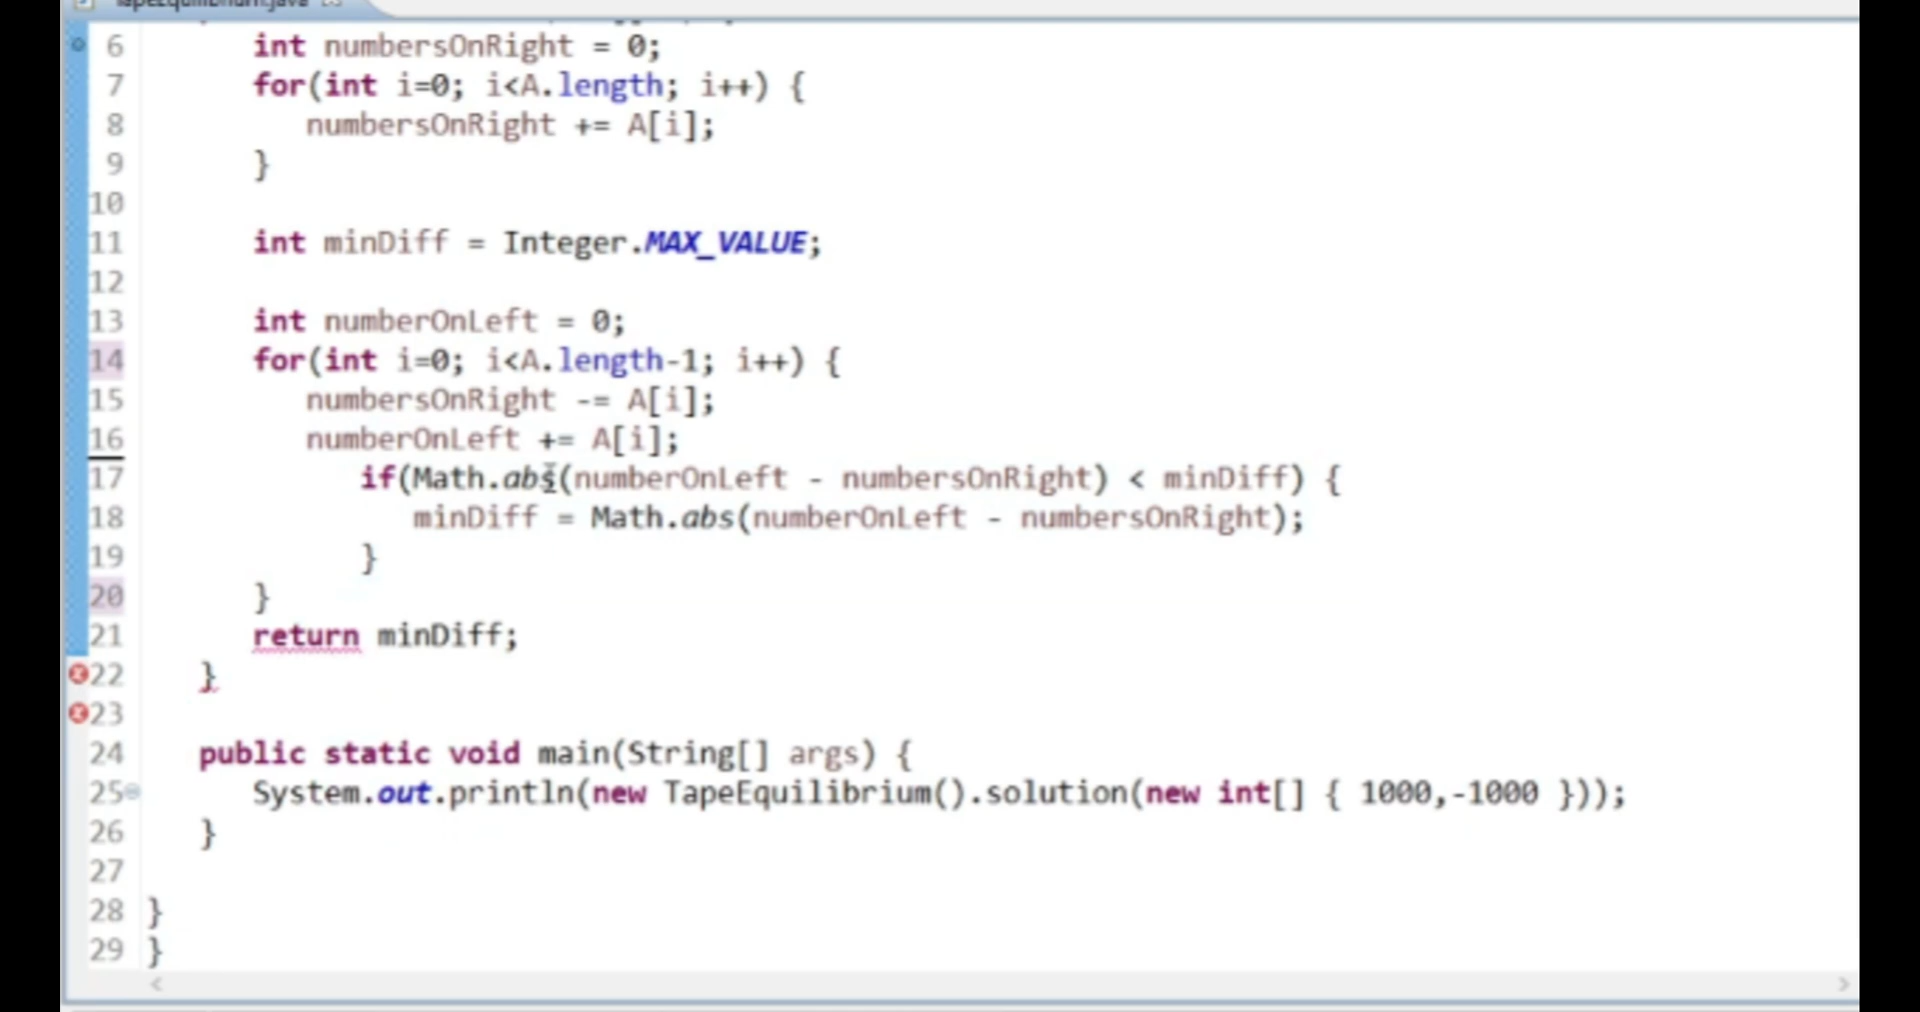 TapeEquilibrium.java
6 int numbersOnRight = 0;
7 for(int i=0; i<A.length; i++) {
8 numbersOnRight += A[i];
9 }
10
11 int minDiff = Integer.MAX_VALUE;
12
13 int numberOnLeft = 0;
14 for(int i=0; i<A.length-1; i++) {
15 numbersOnRight -= A[i];
16 numberOnLeft += A[i];
17 if(Math.abs(numberOnLeft - numbersOnRight) < minDiff) {
18 minDiff = Math.abs(numberOnLeft - numbersOnRight);
19 }
20 }
21 return minDiff;
22 }
23
24 public static void main(String[] args) {
25 System.out.println(new TapeEquilibrium().solution(new int[] { 1000,-1000 }));
26 }
27
28 }
29 }